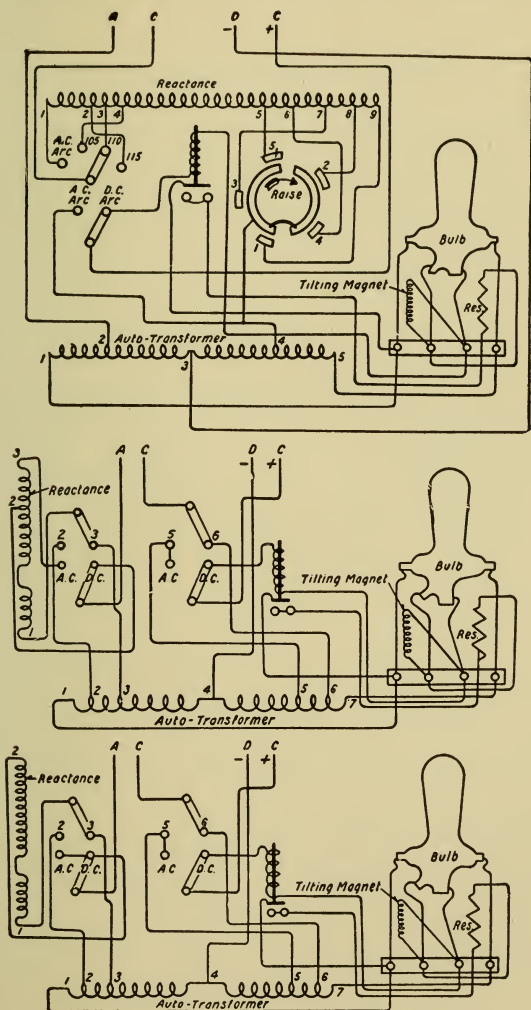 A C D C
- +
Reactance
1 2 3 4 5 6 7 8 9
A.C. Arc 105 110 115
A.C. Arc D.C. Arc
5 2 3 Raise 4 1
Bulb
Tilting Magnet
Res.
Auto-Transformer
1 2 3 4 5
A C D C
- +
3
Reactance
2
2 3 5 6
A.C. D.C. A C D.C.
1
Bulb
Tilting Magnet
Res.
1 2 3 4 5 6 7
Auto-Transformer
A C D C
- +
2
Reactance
2 3 5 6
A C D.C. A C D.C.
1
Bulb
Tilting Magnet
Res.
1 2 3 4 5 6 7
Auto-Transformer